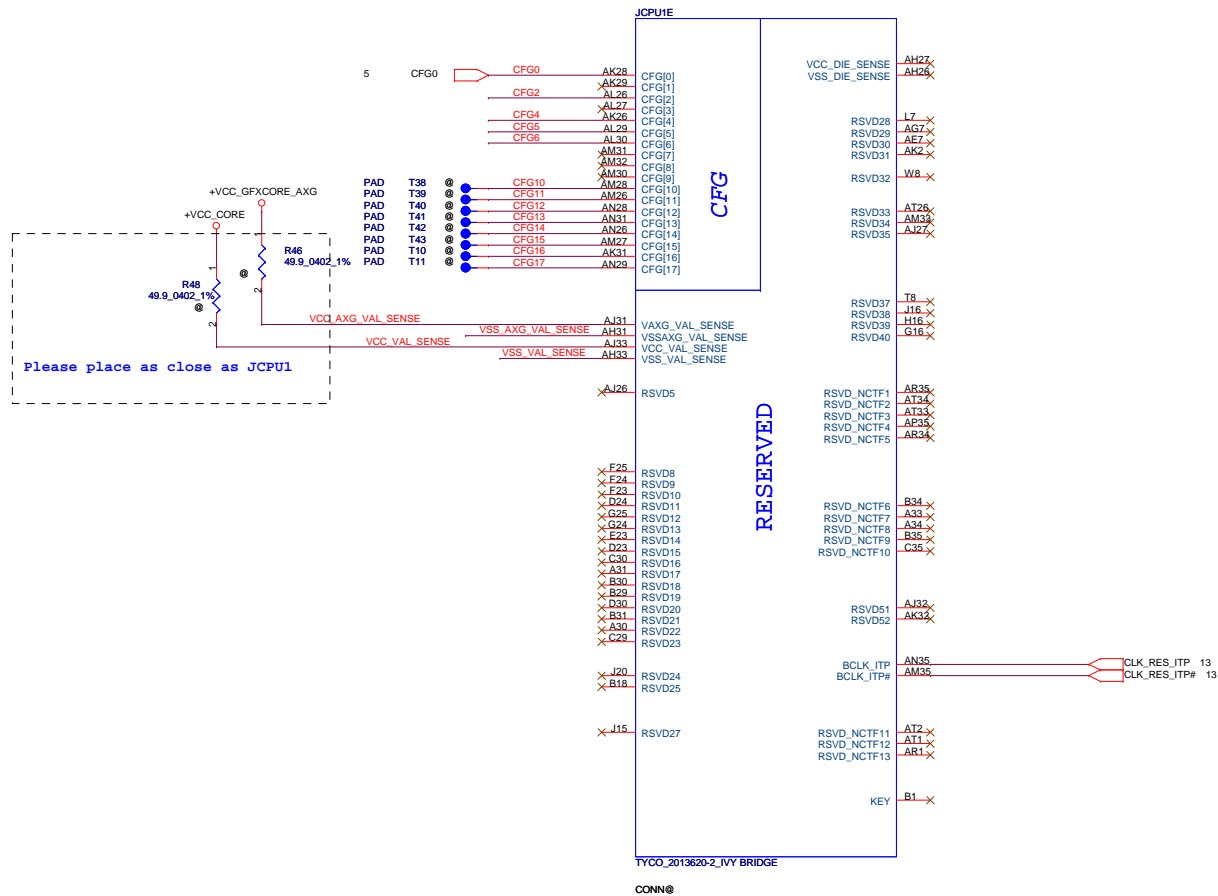 JCPU1E
5 CFG0 CFG0 AK28 CFG[0]
AK29 CFG[1]
CFG2 AL26 CFG[2]
AL27 CFG[3]
CFG4 AK26 CFG[4]
CFG5 AL29 CFG[5]
CFG6 AL30 CFG[6]
AM31 CFG[7]
AM32 CFG[8]
AM30 CFG[9]
PAD T38 @ CFG10 AM28 CFG[10]
PAD T39 @ CFG11 AM26 CFG[11]
PAD T40 @ CFG12 AN28 CFG[12]
PAD T41 @ CFG13 AN31 CFG[13]
PAD T42 @ CFG14 AN26 CFG[14]
PAD T43 @ CFG15 AM27 CFG[15]
PAD T10 @ CFG16 AK31 CFG[16]
PAD T11 @ CFG17 AN29 CFG[17]
CFG
+VCC_GFXCORE_AXG
+VCC_CORE
1 R46
49.9_0402_1%
@
2
1 R48
49.9_0402_1%
@
2
Please place as close as JCPU1
VCC_AXG_VAL_SENSE AJ31 VAXG_VAL_SENSE
VSS_AXG_VAL_SENSE AH31 VSSAXG_VAL_SENSE
VCC_VAL_SENSE AJ33 VCC_VAL_SENSE
VSS_VAL_SENSE AH33 VSS_VAL_SENSE
AJ26 RSVD5
F25 RSVD8
F24 RSVD9
F23 RSVD10
D24 RSVD11
G25 RSVD12
G24 RSVD13
E23 RSVD14
D23 RSVD15
C30 RSVD16
A31 RSVD17
B30 RSVD18
B29 RSVD19
D30 RSVD20
B31 RSVD21
A30 RSVD22
C29 RSVD23
J20 RSVD24
B18 RSVD25
J15 RSVD27
RESERVED
VCC_DIE_SENSE AH27
VSS_DIE_SENSE AH26
RSVD28 L7
RSVD29 AG7
RSVD30 AE7
RSVD31 AK2
RSVD32 W8
RSVD33 AT26
RSVD34 AM33
RSVD35 AJ27
RSVD37 T8
RSVD38 J16
RSVD39 H16
RSVD40 G16
RSVD_NCTF1 AR35
RSVD_NCTF2 AT34
RSVD_NCTF3 AT33
RSVD_NCTF4 AP35
RSVD_NCTF5 AR34
RSVD_NCTF6 B34
RSVD_NCTF7 A33
RSVD_NCTF8 A34
RSVD_NCTF9 B35
RSVD_NCTF10 C35
RSVD51 AJ32
RSVD52 AK32
BCLK_ITP AN35 CLK_RES_ITP 13
BCLK_ITP# AM35 CLK_RES_ITP# 13
RSVD_NCTF11 AT2
RSVD_NCTF12 AT1
RSVD_NCTF13 AR1
KEY B1
TYCO_2013620-2_IVY BRIDGE
CONN@